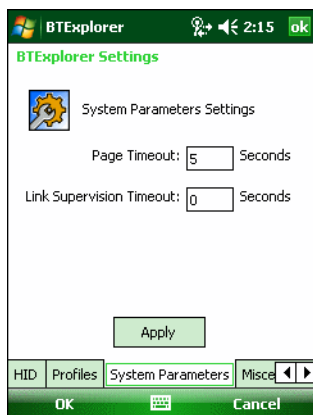 BTExplorer 2:15 ok
BTExplorer Settings
System Parameters Settings
Page Timeout: 5 Seconds
Link Supervision Timeout: 0 Seconds
Apply
HID Profiles System Parameters Misce
OK Cancel